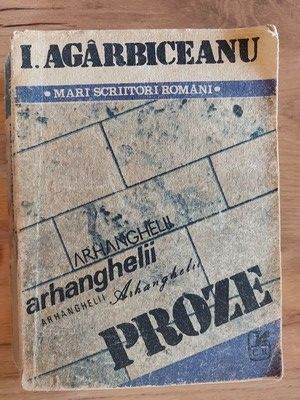 I. AGÂRBICEANU
• MARI SCRIITORI ROMÂNI •
ARHANGHELII
arhanghelii
ARHANGHELII Arhanghelii
PROZE